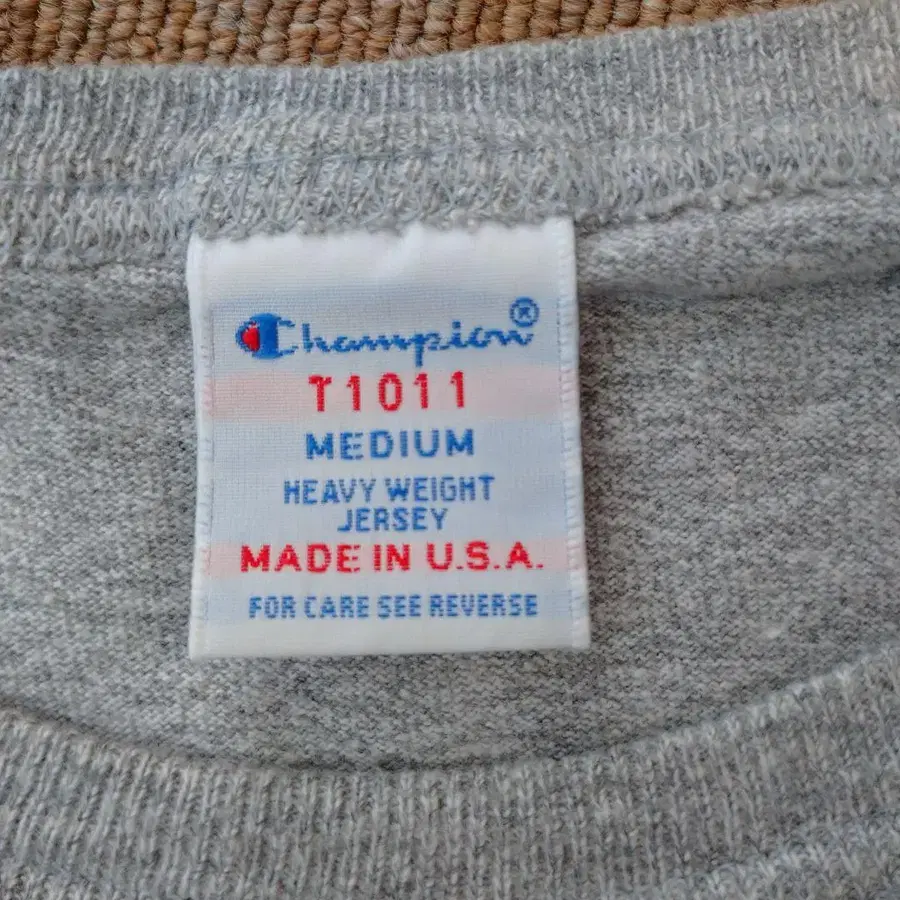 Champion®
T1011
MEDIUM
HEAVY WEIGHT
JERSEY
MADE IN U.S.A.
FOR CARE SEE REVERSE